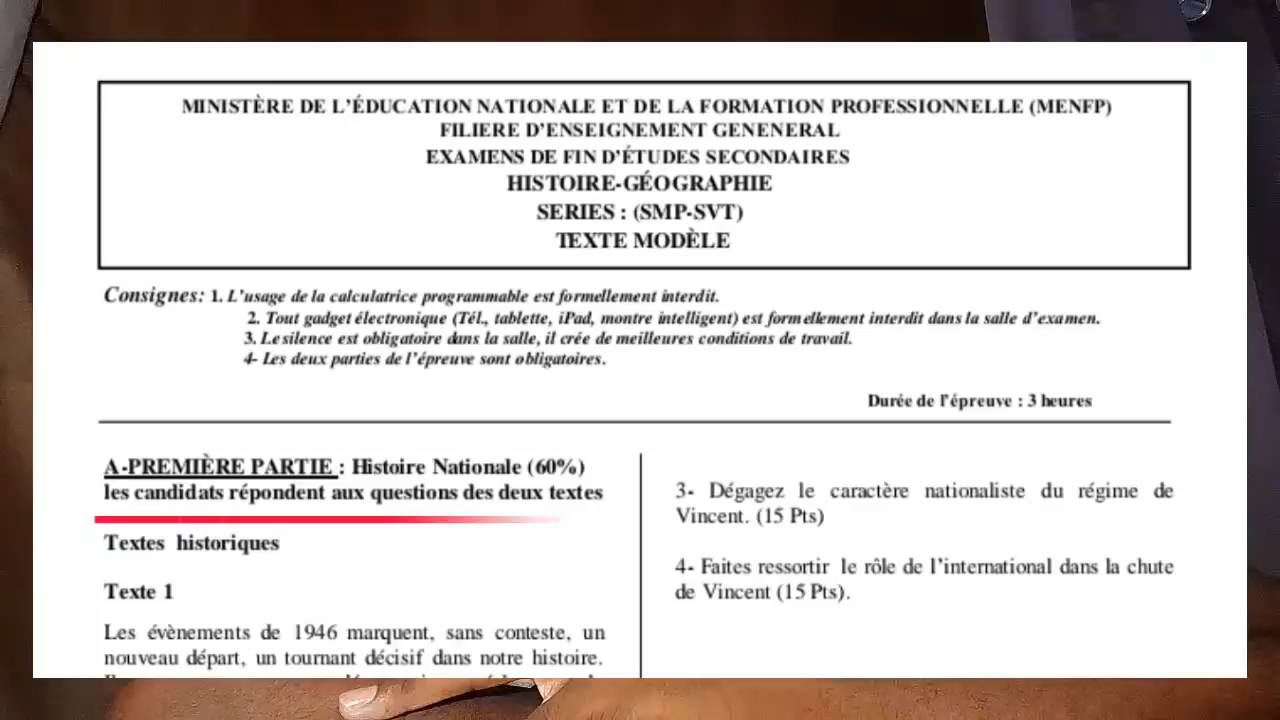 MINISTÈRE DE L'ÉDUCATION NATIONALE ET DE LA FORMATION PROFESSIONNELLE (MENFP)
FILIERE D'ENSEIGNEMENT GENENERAL
EXAMENS DE FIN D'ÉTUDES SECONDAIRES
HISTOIRE-GÉOGRAPHIE
SERIES : (SMP-SVT)
TEXTE MODÈLE
Consignes: 1. L'usage de la calculatrice programmable est formellement interdit.
2. Tout gadget électronique (Tél., tablette, iPad, montre intelligent) est formellement interdit dans la salle d'examen.
3. Le silence est obligatoire dans la salle, il crée de meilleures conditions de travail.
4- Les deux parties de l'épreuve sont obligatoires.
Durée de l'épreuve : 3 heures
A-PREMIÈRE PARTIE : Histoire Nationale (60%)
les candidats répondent aux questions des deux textes
Textes historiques
Texte 1
Les évènements de 1946 marquent, sans conteste, un
nouveau départ, un tournant décisif dans notre histoire.
3- Dégagez le caractère nationaliste du régime de
Vincent. (15 Pts)
4- Faites ressortir le rôle de l'international dans la chute
de Vincent (15 Pts).